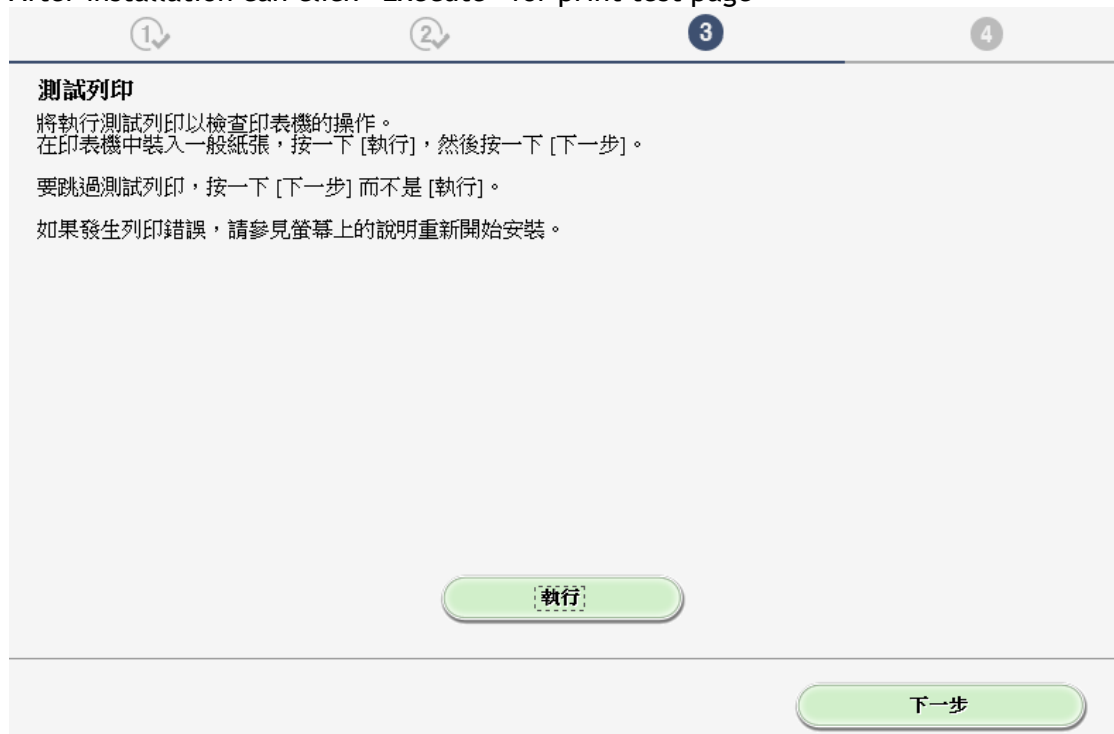 After installation can click "Execute" for print test page
1 2 3 4
測試列印
將執行測試列印以檢查印表機的操作。
在印表機中裝入一般紙張，按一下 [執行]，然後按一下 [下一步]。
要跳過測試列印，按一下 [下一步] 而不是 [執行]。
如果發生列印錯誤，請參見螢幕上的說明重新開始安裝。
執行
下一步